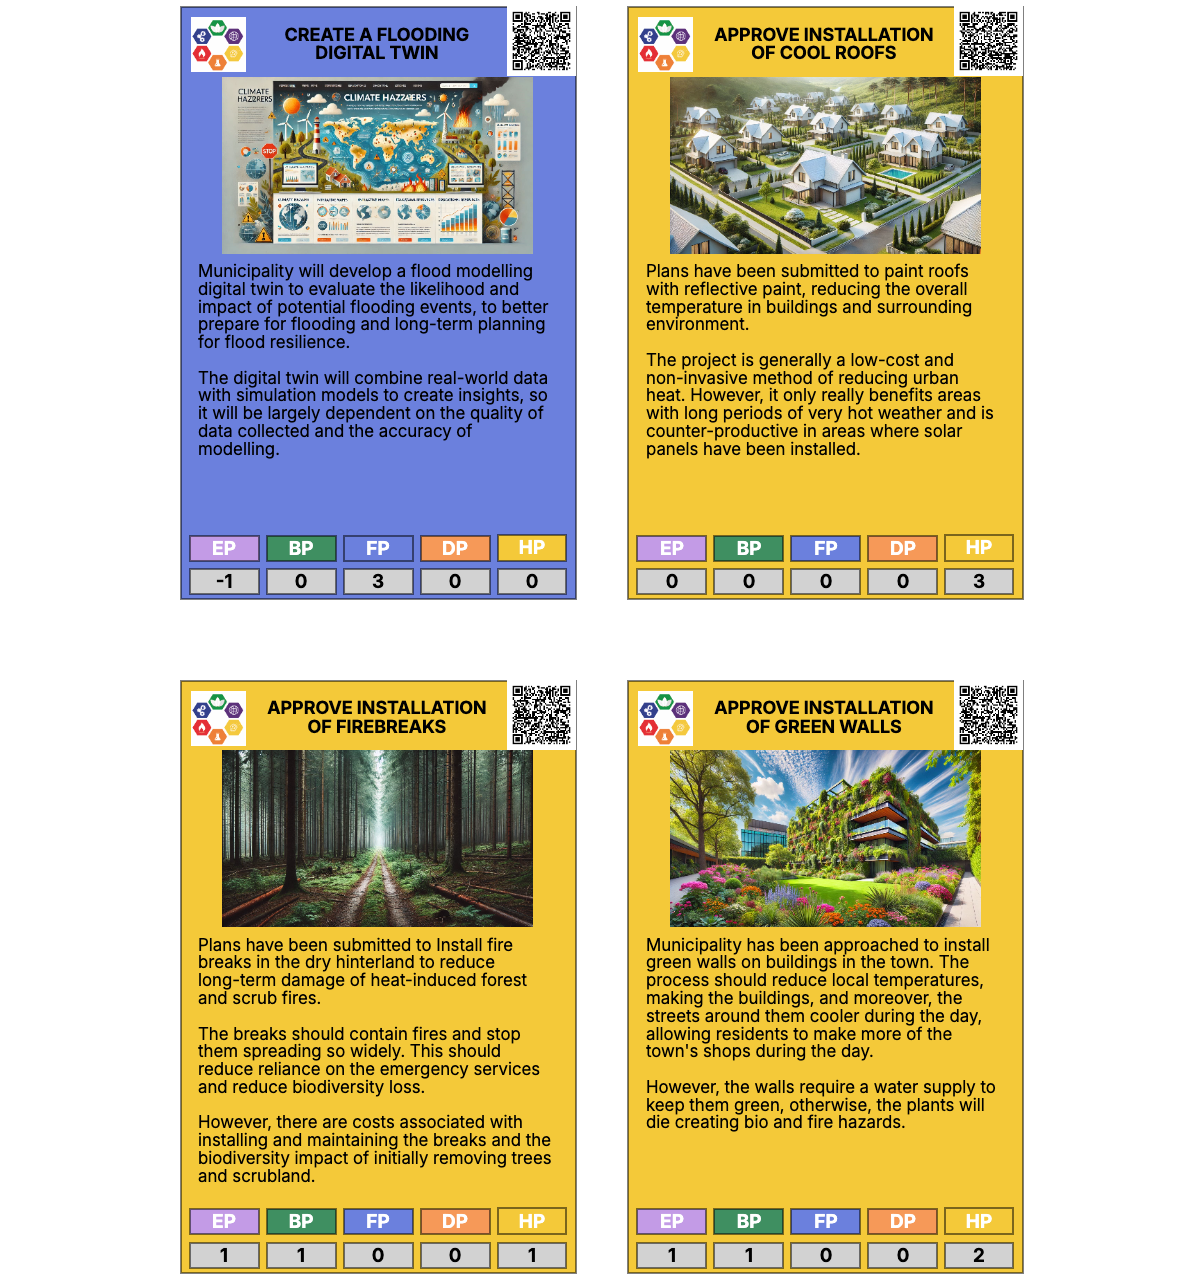 CREATE A FLOODING
DIGITAL TWIN
CLIMATE
HAZZRERS
CLIMATE HAZZARERS
STOP
Municipality will develop a flood modelling
digital twin to evaluate the likelihood and
impact of potential flooding events, to better
prepare for flooding and long-term planning
for flood resilience.
The digital twin will combine real-world data
with simulation models to create insights, so
it will be largely dependent on the quality of
data collected and the accuracy of
modelling.
EP BP FP DP HP
-1 0 3 0 0
APPROVE INSTALLATION
OF COOL ROOFS
Plans have been submitted to paint roofs
with reflective paint, reducing the overall
temperature in buildings and surrounding
environment.
The project is generally a low-cost and
non-invasive method of reducing urban
heat. However, it only really benefits areas
with long periods of very hot weather and is
counter-productive in areas where solar
panels have been installed.
EP BP FP DP HP
0 0 0 0 3
APPROVE INSTALLATION
OF FIREBREAKS
Plans have been submitted to Install fire
breaks in the dry hinterland to reduce
long-term damage of heat-induced forest
and scrub fires.
The breaks should contain fires and stop
them spreading so widely. This should
reduce reliance on the emergency services
and reduce biodiversity loss.
However, there are costs associated with
installing and maintaining the breaks and the
biodiversity impact of initially removing trees
and scrubland.
EP BP FP DP HP
1 1 0 0 1
APPROVE INSTALLATION
OF GREEN WALLS
Municipality has been approached to install
green walls on buildings in the town. The
process should reduce local temperatures,
making the buildings, and moreover, the
streets around them cooler during the day,
allowing residents to make more of the
town's shops during the day.
However, the walls require a water supply to
keep them green, otherwise, the plants will
die creating bio and fire hazards.
EP BP FP DP HP
1 1 0 0 2